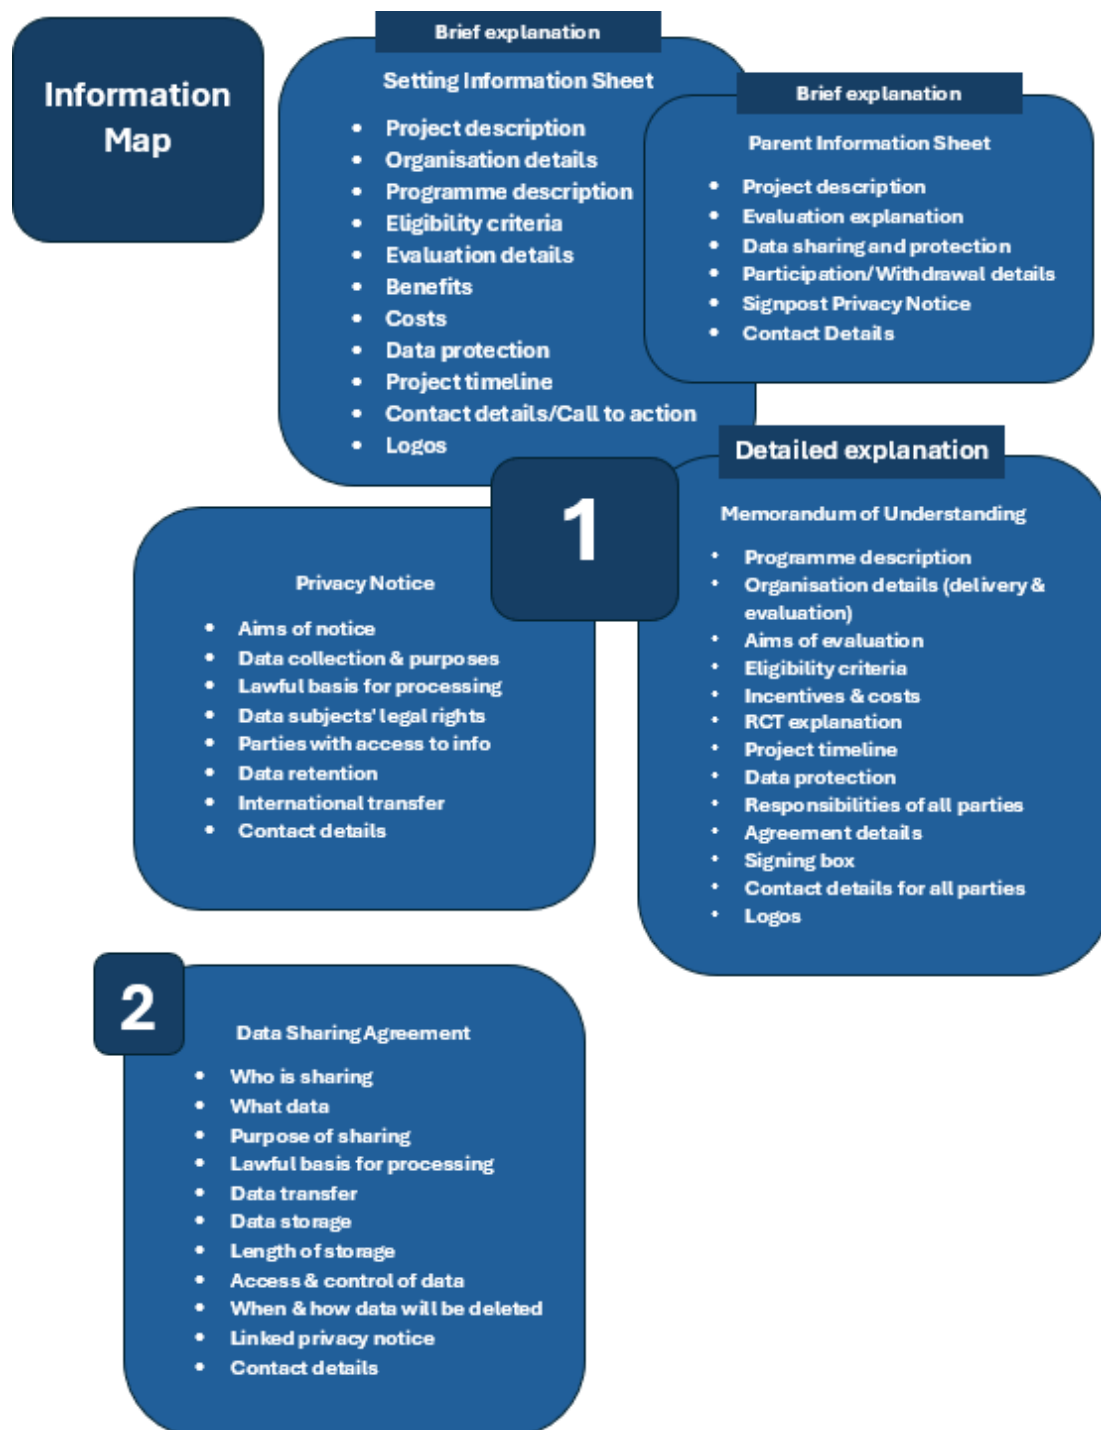 Information
Map
Brief explanation
Setting Information Sheet
• Project description
• Organisation details
• Programme description
• Eligibility criteria
• Evaluation details
• Benefits
• Costs
• Data protection
• Project timeline
• Contact details/Call to action
• Logos
Brief explanation
Parent Information Sheet
• Project description
• Evaluation explanation
• Data sharing and protection
• Participation/Withdrawal details
• Signpost Privacy Notice
• Contact Details
1
Privacy Notice
• Aims of notice
• Data collection & purposes
• Lawful basis for processing
• Data subjects' legal rights
• Parties with access to info
• Data retention
• International transfer
• Contact details
Detailed explanation
Memorandum of Understanding
• Programme description
• Organisation details (delivery &
evaluation)
• Aims of evaluation
• Eligibility criteria
• Incentives & costs
• RCT explanation
• Project timeline
• Data protection
• Responsibilities of all parties
• Agreement details
• Signing box
• Contact details for all parties
• Logos
2
Data Sharing Agreement
• Who is sharing
• What data
• Purpose of sharing
• Lawful basis for processing
• Data transfer
• Data storage
• Length of storage
• Access & control of data
• When & how data will be deleted
• Linked privacy notice
• Contact details